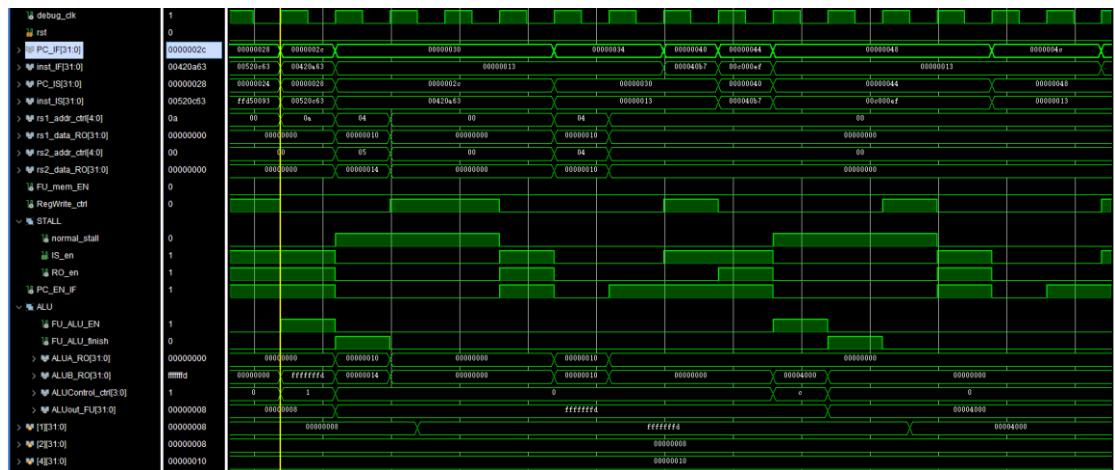 debug_clk 1
rst 0
PC_IF[31:0] 0000002c 00000028 0000002c 00000030 00000034 00000040 00000044 00000048 0000004c
inst_IF[31:0] 00420a63 00520c63 00420a63 00000013 000040b7 00c000ef 00000013
PC_IS[31:0] 00000028 00000024 00000028 0000002c 00000030 00000040 00000044 00000048
inst_IS[31:0] 00520c63 ffd50093 00520c63 00420a63 00000013 000040b7 00c000ef 00000013
rs1_addr_ctrl[4:0] 0a 00 0a 04 00 04 00
rs1_data_RO[31:0] 00000000 00000000 00000010 00000000 00000010 00000000
rs2_addr_ctrl[4:0] 00 00 05 00 04 00
rs2_data_RO[31:0] 00000000 00000000 00000014 00000000 00000010 00000000
FU_mem_EN 0
RegWrite_ctrl 0
STALL
normal_stall 0
IS_en 1
RO_en 1
PC_EN_IF 1
ALU
FU_ALU_EN 1
FU_ALU_finish 0
ALUA_RO[31:0] 00000000 00000000 00000010 00000000 00000010 00000000
ALUB_RO[31:0] fffffffd 00000000 fffffffd 00000014 00000000 00000010 00000000 00004000 00000000
ALUControl_ctrl[3:0] 1 0 1 0 c 0
ALUout_FU[31:0] 00000008 00000008 fffffffd 00004000
[1][31:0] 00000008 00000008 fffffffd 00004000
[2][31:0] 00000008 00000008
[4][31:0] 00000010 00000010